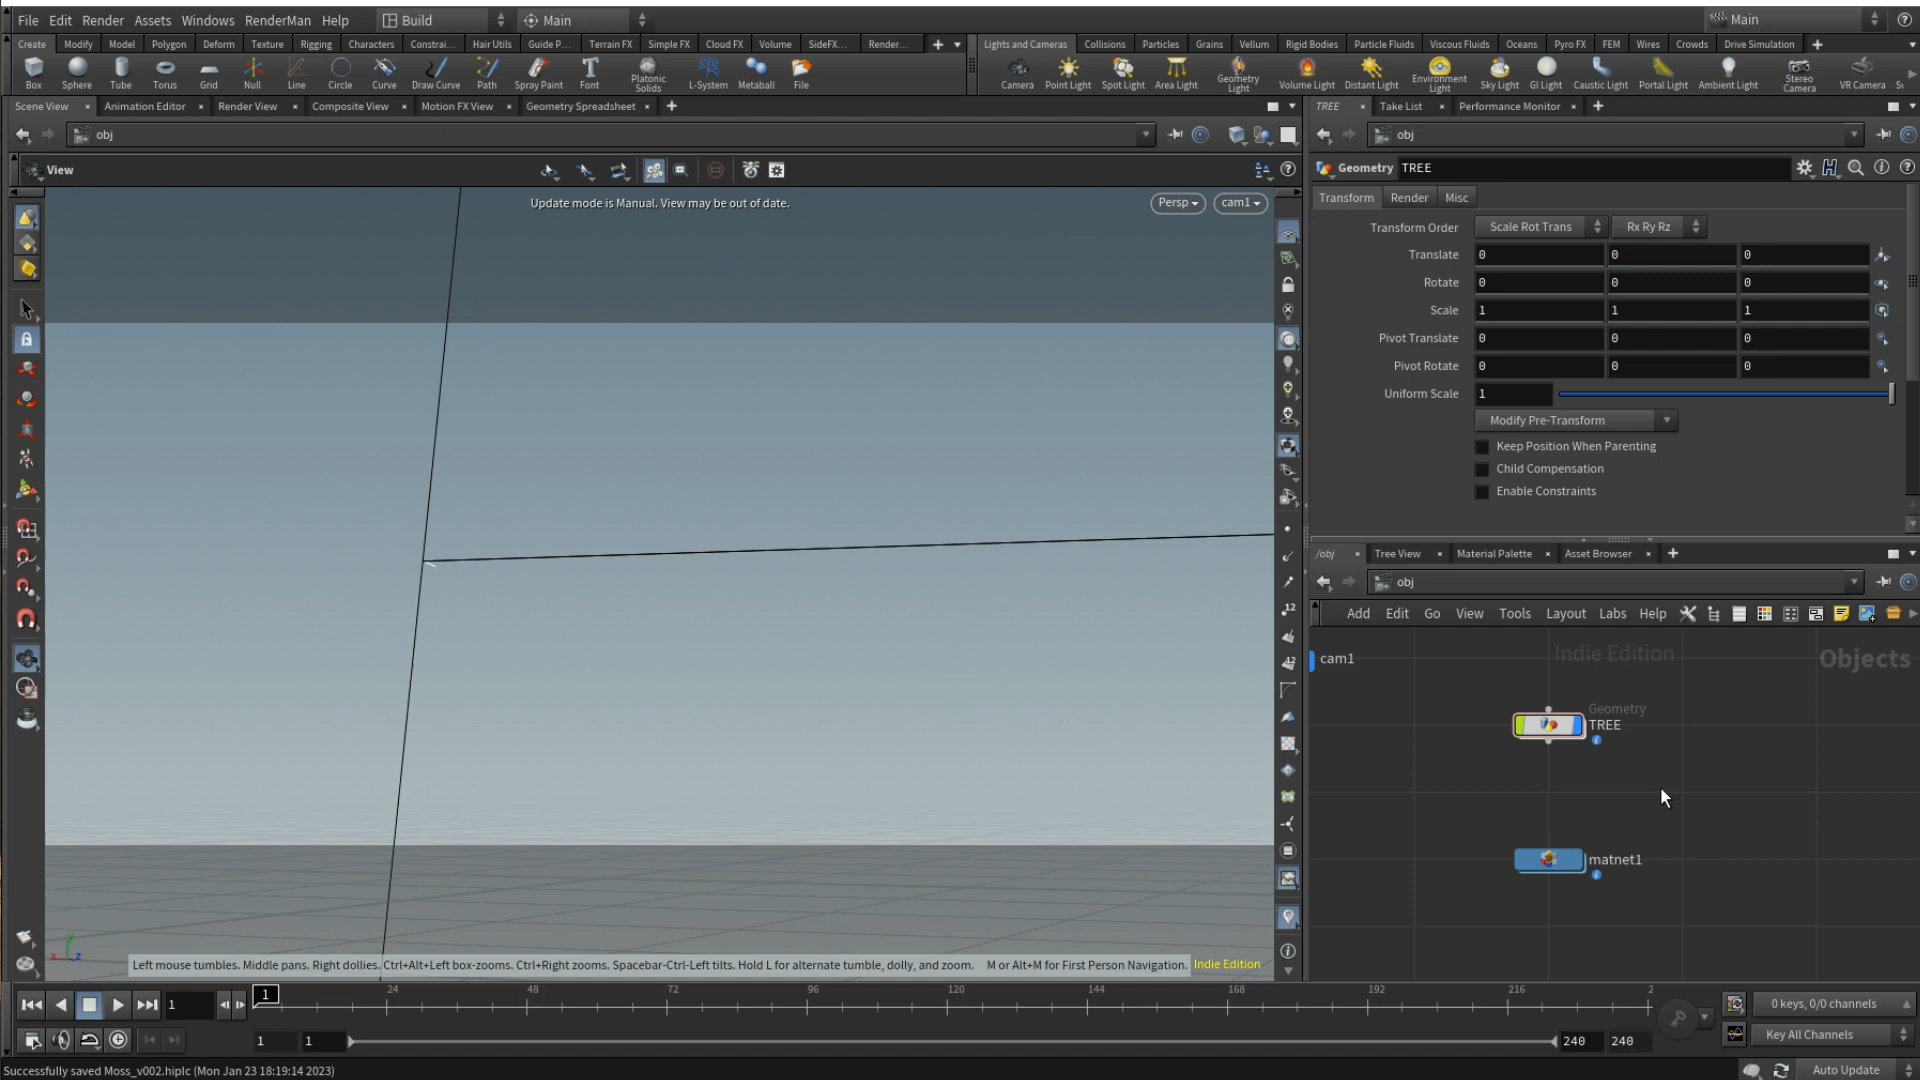 File Edit Render Assets Windows RenderMan Help Build Main Main
Create Modify Model Polygon Deform Texture Rigging Characters Constrai... Hair Utils Guide P... Terrain FX Simple FX Cloud FX Volume SideFX... Render...
Lights and Cameras Collisions Particles Grains Vellum Rigid Bodies Particle Fluids Viscous Fluids Oceans Pyro FX FEM Wires Crowds Drive Simulation
Box Sphere Tube Torus Grid Null Line Circle Curve Draw Curve Path Spray Paint Font Platonic Solids L-System Metaball File
Camera Point Light Spot Light Area Light Geometry Light Volume Light Distant Light Environment Light Sky Light GI Light Caustic Light Portal Light Ambient Light Stereo Camera VR Camera
Scene View Animation Editor Render View Composite View Motion FX View Geometry Spreadsheet
TREE Take List Performance Monitor
obj
obj
View
Geometry TREE
Update mode is Manual. View may be out of date.
Persp cam1
Transform Render Misc
Transform Order Scale Rot Trans Rx Ry Rz
Translate 0 0 0
Rotate 0 0 0
Scale 1 1 1
Pivot Translate 0 0 0
Pivot Rotate 0 0 0
Uniform Scale 1
Modify Pre-Transform
Keep Position When Parenting
Child Compensation
Enable Constraints
/obj Tree View Material Palette Asset Browser
obj
Add Edit Go View Tools Layout Labs Help
Indie Edition
Objects
cam1
Geometry
TREE
matnet1
12
12
y
x z
Left mouse tumbles. Middle pans. Right dollies. Ctrl+Alt+Left box-zooms. Ctrl+Right zooms. Spacebar-Ctrl-Left tilts. Hold L for alternate tumble, dolly, and zoom. M or Alt+M for First Person Navigation. Indie Edition
1 1 24 48 72 96 120 144 168 192 216 2
0 keys, 0/0 channels
1 1 240 240
Key All Channels
Successfully saved Moss_v002.hiplc (Mon Jan 23 18:19:14 2023)
Auto Update